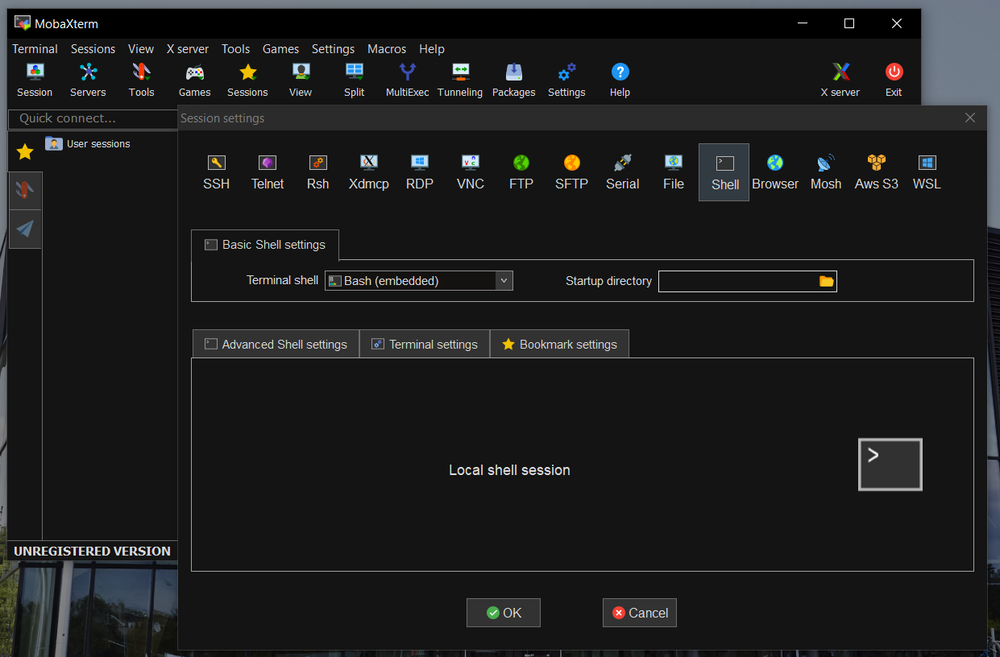 MobaXterm
Terminal Sessions View X server Tools Games Settings Macros Help
Session Servers Tools Games Sessions View Split MultiExec Tunneling Packages Settings Help X server Exit
Quick connect...
Session settings
User sessions
SSH Telnet Rsh Xdmcp RDP VNC FTP SFTP Serial File Shell Browser Mosh Aws S3 WSL
Basic Shell settings
Terminal shell Bash (embedded) Startup directory
Advanced Shell settings Terminal settings Bookmark settings
Local shell session
UNREGISTERED VERSION
OK Cancel